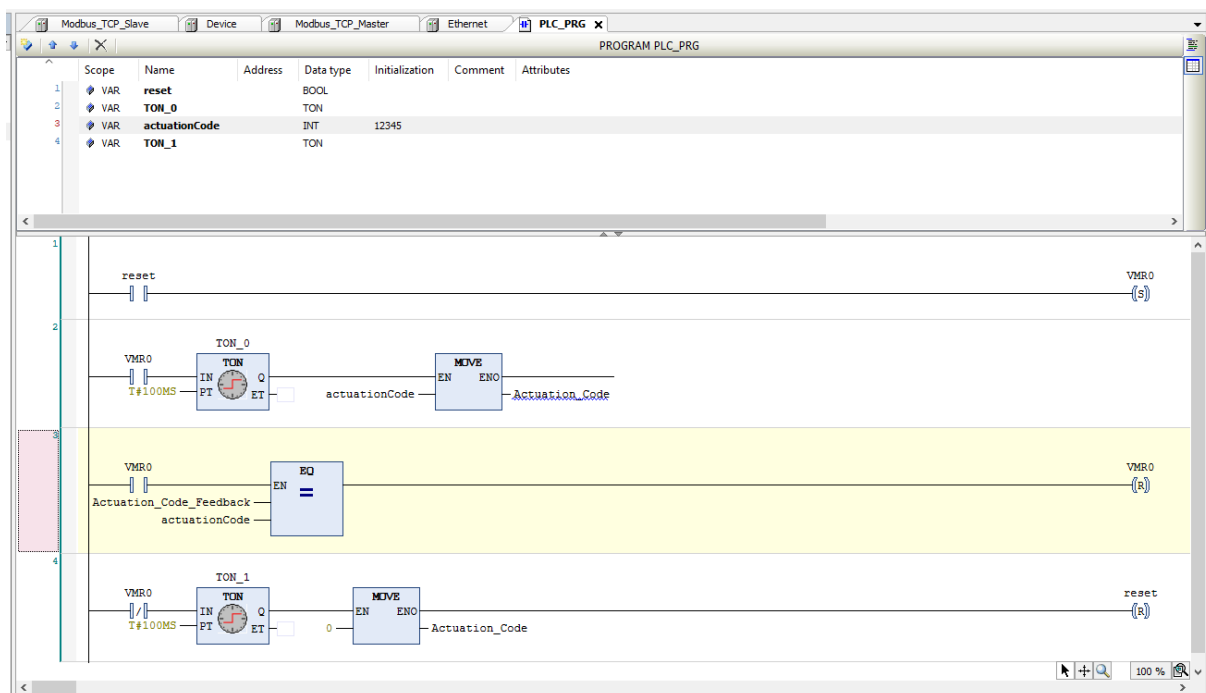 Modbus_TCP_Slave Device Modbus_TCP_Master Ethernet PLC_PRG X
PROGRAM PLC_PRG
Scope Name Address Data type Initialization Comment Attributes
1 VAR reset BOOL
2 VAR TON_0 TON
3 VAR actuationCode INT 12345
4 VAR TON_1 TON
1
reset VMR0
(S)
2
TON_0
VMR0 TON MOVE
IN Q EN ENO
T#100MS PT ET actuationCode Actuation_Code
3
VMR0 EQ VMR0
EN = (R)
Actuation_Code_Feedback
actuationCode
4
TON_1
VMR0 TON MOVE reset
/ IN Q EN ENO (R)
T#100MS PT ET 0 Actuation_Code
100 %